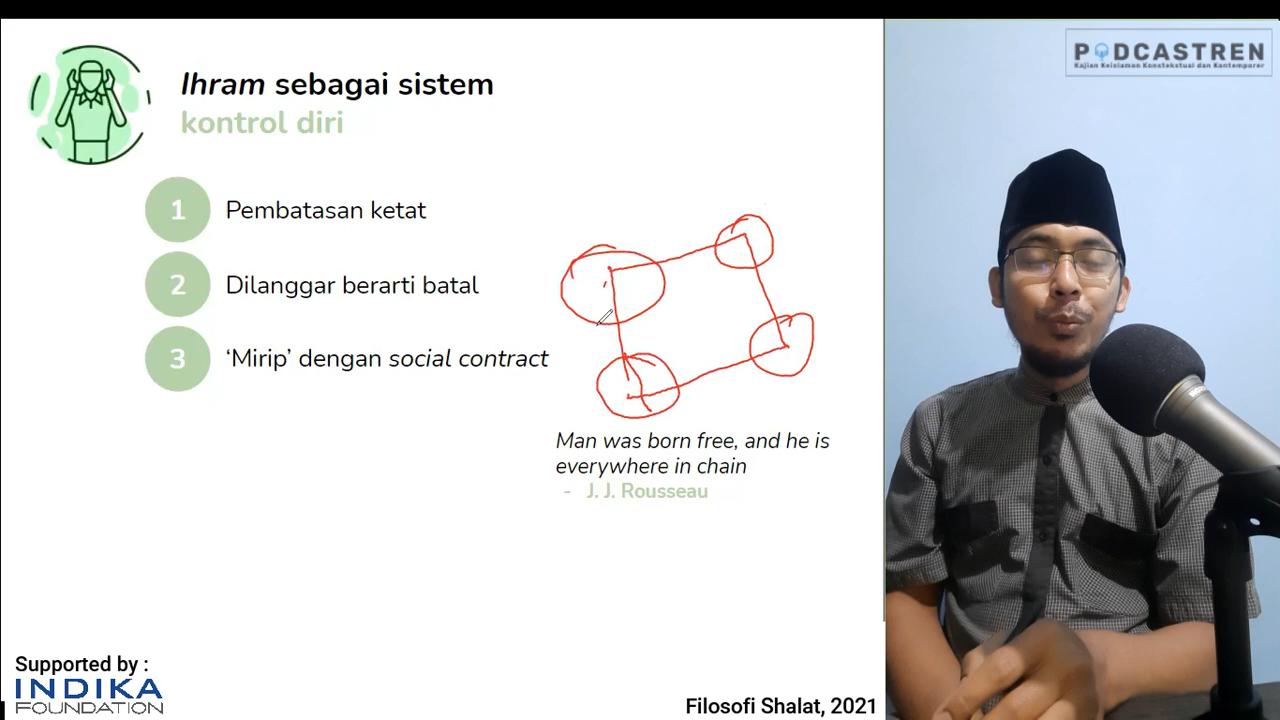 PODCASTREN
Kajian Keislaman Konstekstual dan Kontemporer
Ihram sebagai sistem
kontrol diri
1 Pembatasan ketat
2 Dilanggar berarti batal
3 ‘Mirip’ dengan social contract
Man was born free, and he is
everywhere in chain
- J. J. Rousseau
Supported by :
INDIKA
FOUNDATION
Filosofi Shalat, 2021